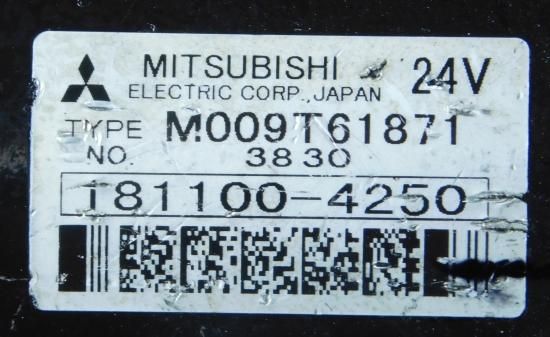 MITSUBISHI 24V
ELECTRIC CORP., JAPAN
TYPE M009T61871
NO. 3830
181100-4250